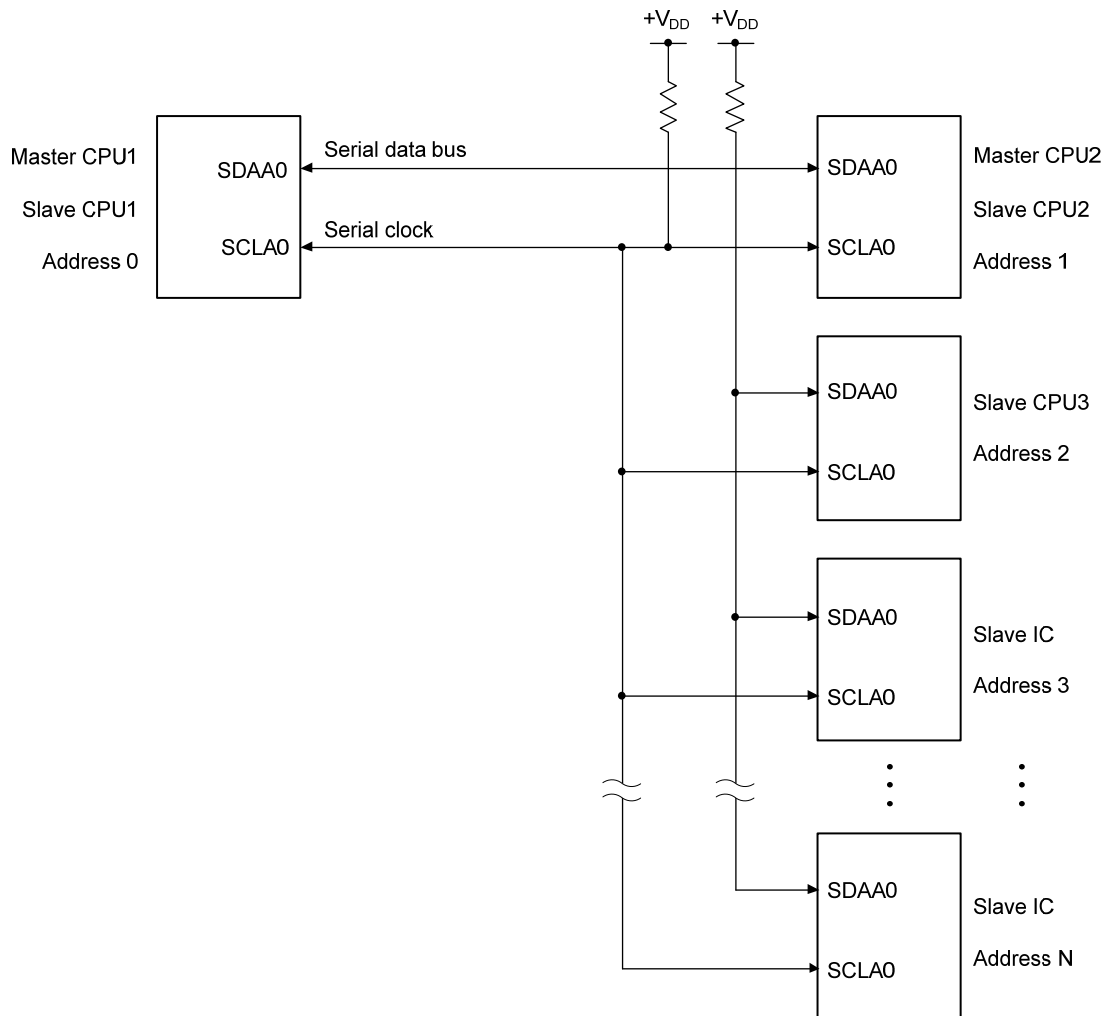 +VDD +VDD
Master CPU1
Slave CPU1
Address 0
SDAA0
SCLA0
Serial data bus
Serial clock
SDAA0
SCLA0
Master CPU2
Slave CPU2
Address 1
SDAA0
SCLA0
Slave CPU3
Address 2
SDAA0
SCLA0
Slave IC
Address 3
SDAA0
SCLA0
Slave IC
Address N